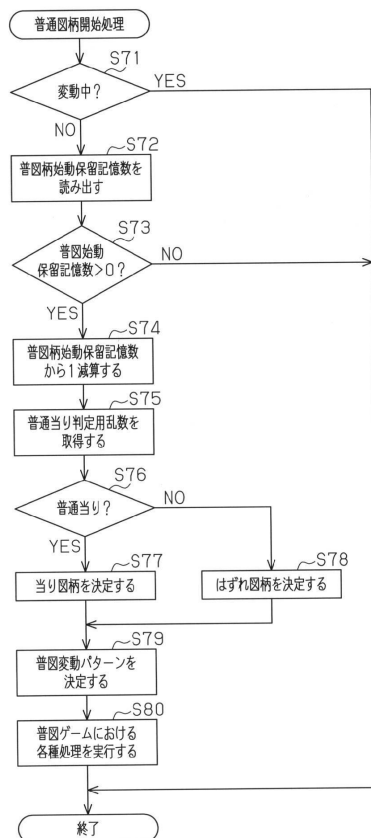 普通図柄開始処理
S71
変動中?
YES
NO
S72
普図柄始動保留記憶数を
読み出す
S73
普図始動
保留記憶数>0?
NO
YES
S74
普図柄始動保留記憶数
から1減算する
S75
普通当り判定用乱数を
取得する
S76
普通当り?
NO
YES
S77
当り図柄を決定する
S78
はずれ図柄を決定する
S79
普図変動パターンを
決定する
S80
普図ゲームにおける
各種処理を実行する
終了